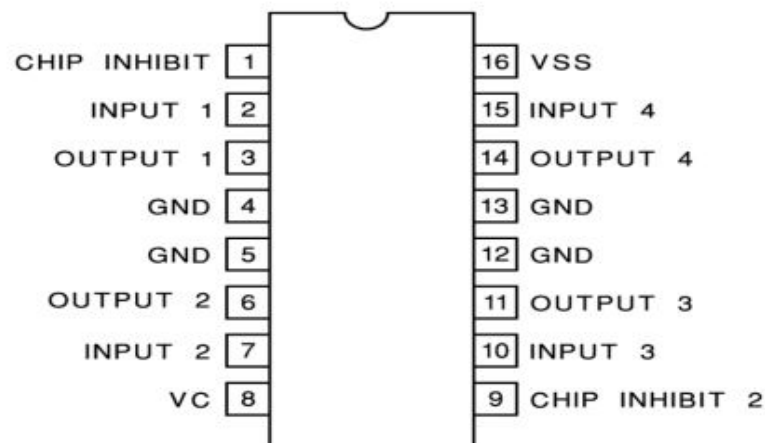 CHIP INHIBIT 1 16 VSS
INPUT 1 2 15 INPUT 4
OUTPUT 1 3 14 OUTPUT 4
GND 4 13 GND
GND 5 12 GND
OUTPUT 2 6 11 OUTPUT 3
INPUT 2 7 10 INPUT 3
VC 8 9 CHIP INHIBIT 2